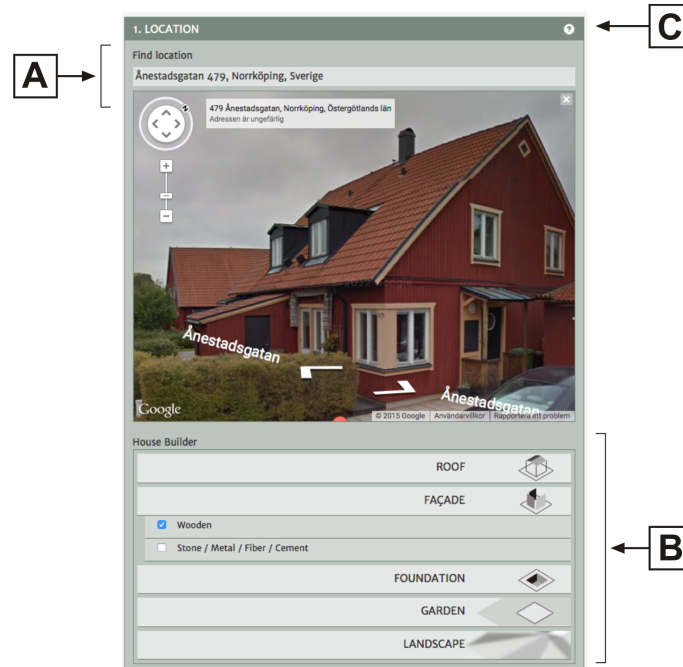 1. LOCATION
?
C
Find location
A
Ånestadsgatan 479, Norrköping, Sverige
479 Ånestadsgatan, Norrköping, Östergötlands län
Adressen är ungefärlig
Ånestadsgatan
Ånestadsgatan
Google
© 2015 Google
Användarvillkor
Rapportera ett problem
House Builder
ROOF
FAÇADE
Wooden
Stone / Metal / Fiber / Cement
B
FOUNDATION
GARDEN
LANDSCAPE